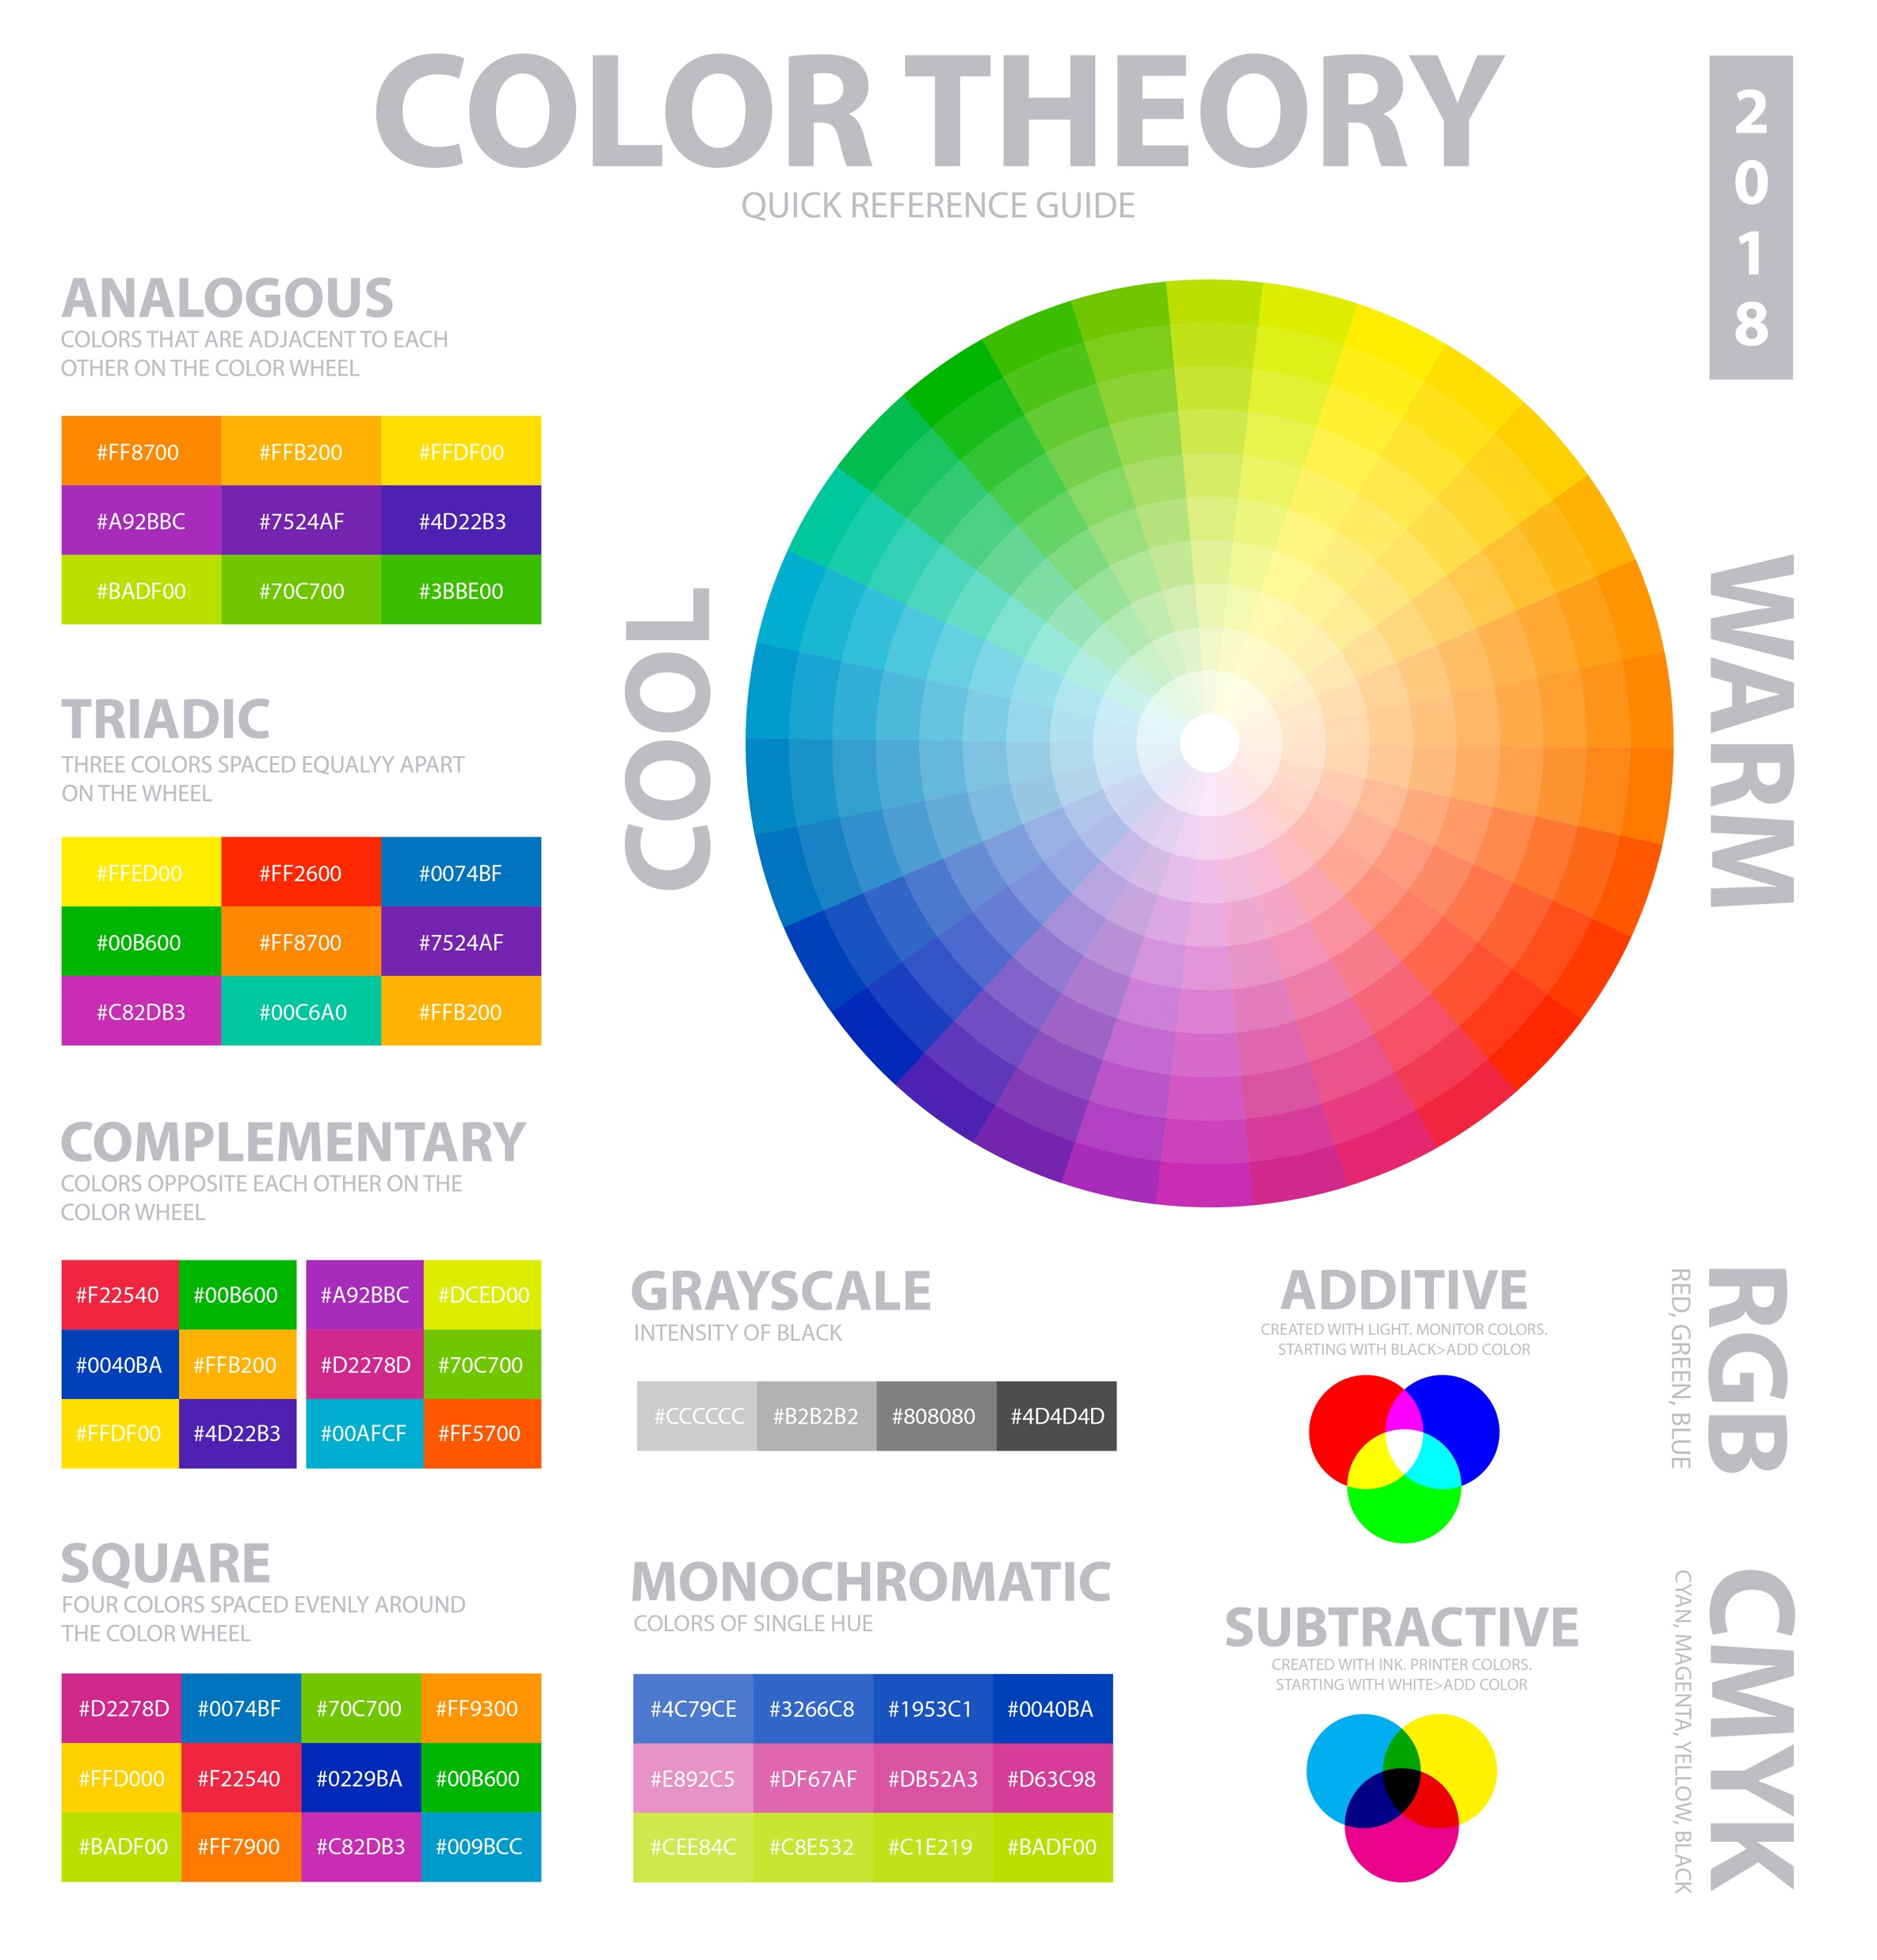 COLOR THEORY
QUICK REFERENCE GUIDE
2018
ANALOGOUS
COLORS THAT ARE ADJACENT TO EACH
OTHER ON THE COLOR WHEEL
#FF8700 #FFB200 #FFDF00
#A92BBC #7524AF #4D22B3
#BADF00 #70C700 #3BBE00
TRIADIC
THREE COLORS SPACED EQUALYY APART
ON THE WHEEL
#FFED00 #FF2600 #0074BF
#00B600 #FF8700 #7524AF
#C82DB3 #00C6A0 #FFB200
COMPLEMENTARY
COLORS OPPOSITE EACH OTHER ON THE
COLOR WHEEL
#F22540 #00B600 #A92BBC #DCED00
#0040BA #FFB200 #D2278D #70C700
#FFDF00 #4D22B3 #00AFCF #FF5700
SQUARE
FOUR COLORS SPACED EVENLY AROUND
THE COLOR WHEEL
#D2278D #0074BF #70C700 #FF9300
#FFD000 #F22540 #0229BA #00B600
#BADF00 #FF7900 #C82DB3 #009BCC
COOL
WARM
GRAYSCALE
INTENSITY OF BLACK
#CCCCCC #B2B2B2 #808080 #4D4D4D
MONOCHROMATIC
COLORS OF SINGLE HUE
#4C79CE #3266C8 #1953C1 #0040BA
#E892C5 #DF67AF #DB52A3 #D63C98
#CEE84C #C8E532 #C1E219 #BADF00
ADDITIVE
CREATED WITH LIGHT. MONITOR COLORS.
STARTING WITH BLACK>ADD COLOR
RGB
RED, GREEN, BLUE
SUBTRACTIVE
CREATED WITH INK. PRINTER COLORS.
STARTING WITH WHITE>ADD COLOR
CMYK
CYAN, MAGENTA, YELLOW, BLACK